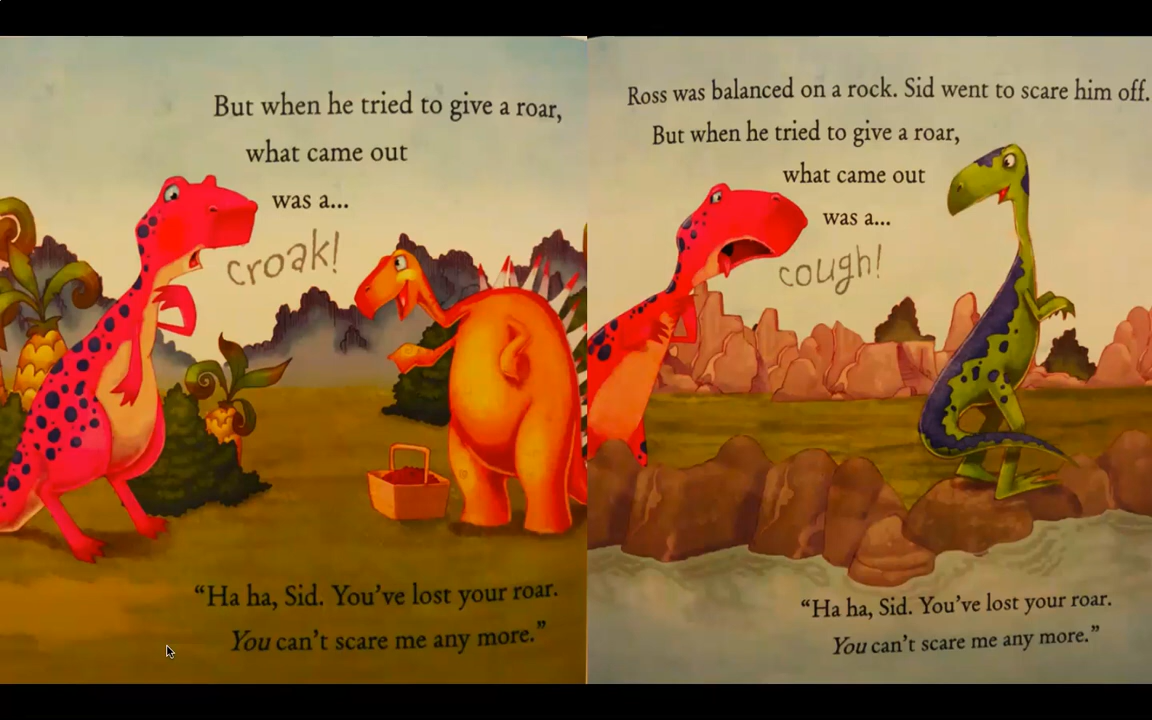 But when he tried to give a roar,
what came out
was a...
croak!
“Ha ha, Sid. You’ve lost your roar.
You can’t scare me any more.”
Ross was balanced on a rock. Sid went to scare him off.
But when he tried to give a roar,
what came out
was a...
cough!
“Ha ha, Sid. You’ve lost your roar.
You can’t scare me any more.”